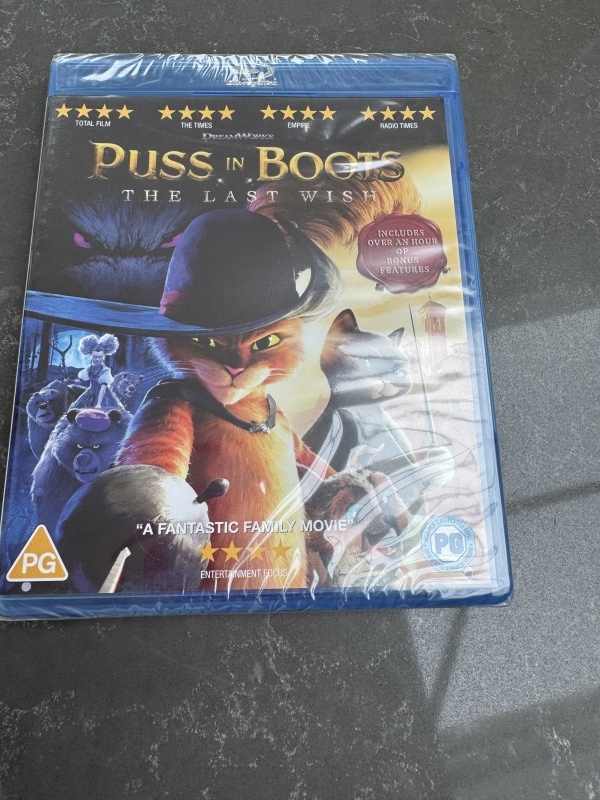 TOTAL FILM
THE TIMES
EMPIRE
RADIO TIMES
DREAMWORKS
PUSS IN BOOTS
THE LAST WISH
INCLUDES
OVER AN HOUR
OF
BONUS
FEATURES
"A FANTASTIC FAMILY MOVIE"
ENTERTAINMENT FOCUS
PG
PG